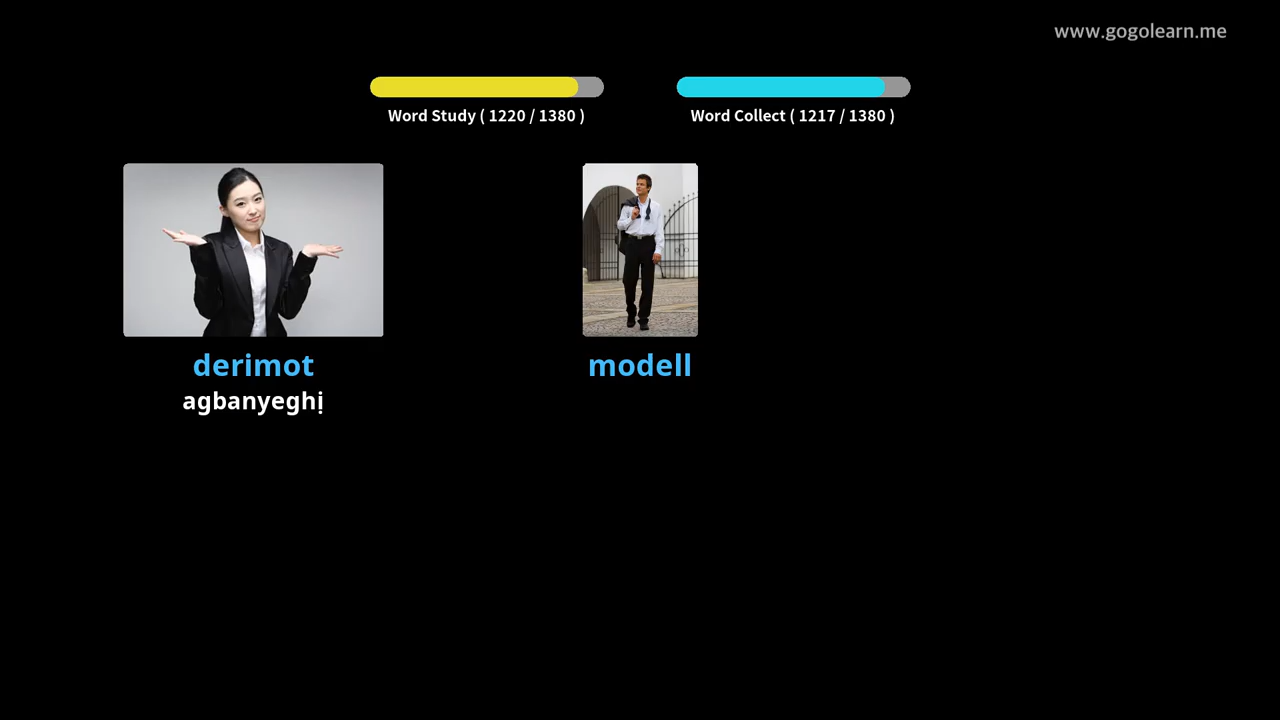 www.gogolearn.me
Word Study ( 1220 / 1380 )
Word Collect ( 1217 / 1380 )
derimot
agbanyeghị
modell